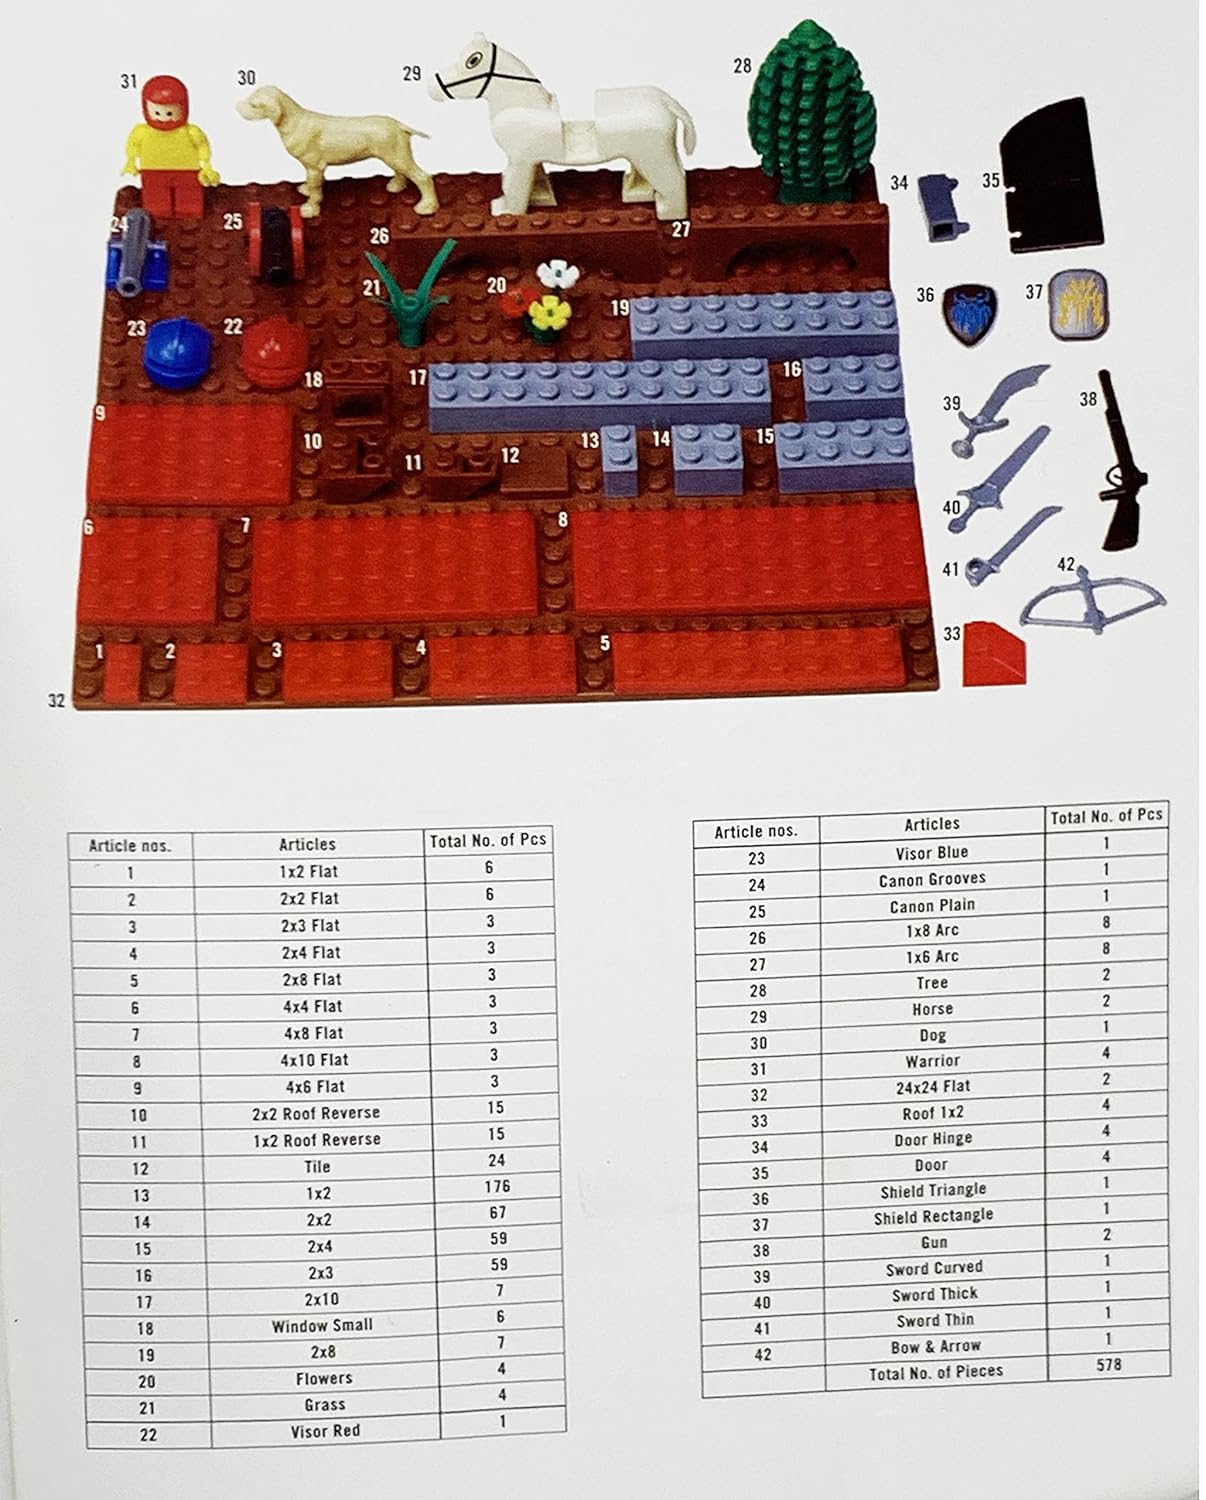 31
30
29
28
34
35
24
25
26
27
36
37
21
20
19
23
22
18
17
16
39
38
9
10
11
12
13
14
15
40
6
7
8
41
42
1
2
3
4
5
33
32
Article nos. Articles Total No. of Pcs
1 1x2 Flat 6
2 2x2 Flat 6
3 2x3 Flat 3
4 2x4 Flat 3
5 2x8 Flat 3
6 4x4 Flat 3
7 4x8 Flat 3
8 4x10 Flat 3
9 4x6 Flat 3
10 2x2 Roof Reverse 15
11 1x2 Roof Reverse 15
12 Tile 24
13 1x2 176
14 2x2 67
15 2x4 59
16 2x3 59
17 2x10 7
18 Window Small 6
19 2x8 7
20 Flowers 4
21 Grass 4
22 Visor Red 1
Article nos. Articles Total No. of Pcs
23 Visor Blue 1
24 Canon Grooves 1
25 Canon Plain 1
26 1x8 Arc 8
27 1x6 Arc 8
28 Tree 2
29 Horse 2
30 Dog 1
31 Warrior 4
32 24x24 Flat 2
33 Roof 1x2 4
34 Door Hinge 4
35 Door 4
36 Shield Triangle 1
37 Shield Rectangle 1
38 Gun 2
39 Sword Curved 1
40 Sword Thick 1
41 Sword Thin 1
42 Bow & Arrow 1
Total No. of Pieces 578